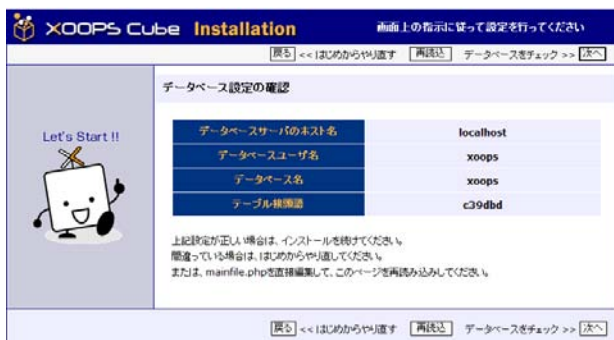 XOOPS Cube Installation 画面上の指示に従って設定を行ってください
戻る << はじめからやり直す 再読込 データベースをチェック >> 次へ
データベース設定の確認
Let's Start !!
データベースサーバのホスト名 localhost
データベースユーザ名 xoops
データベース名 xoops
テーブル接頭語 c39dbd
上記設定が正しい場合は、インストールを続けてください。
間違っている場合は、はじめからやり直してください。
または、mainfile.phpを直接編集して、このページを再読み込みしてください。
戻る << はじめからやり直す 再読込 データベースをチェック >> 次へ